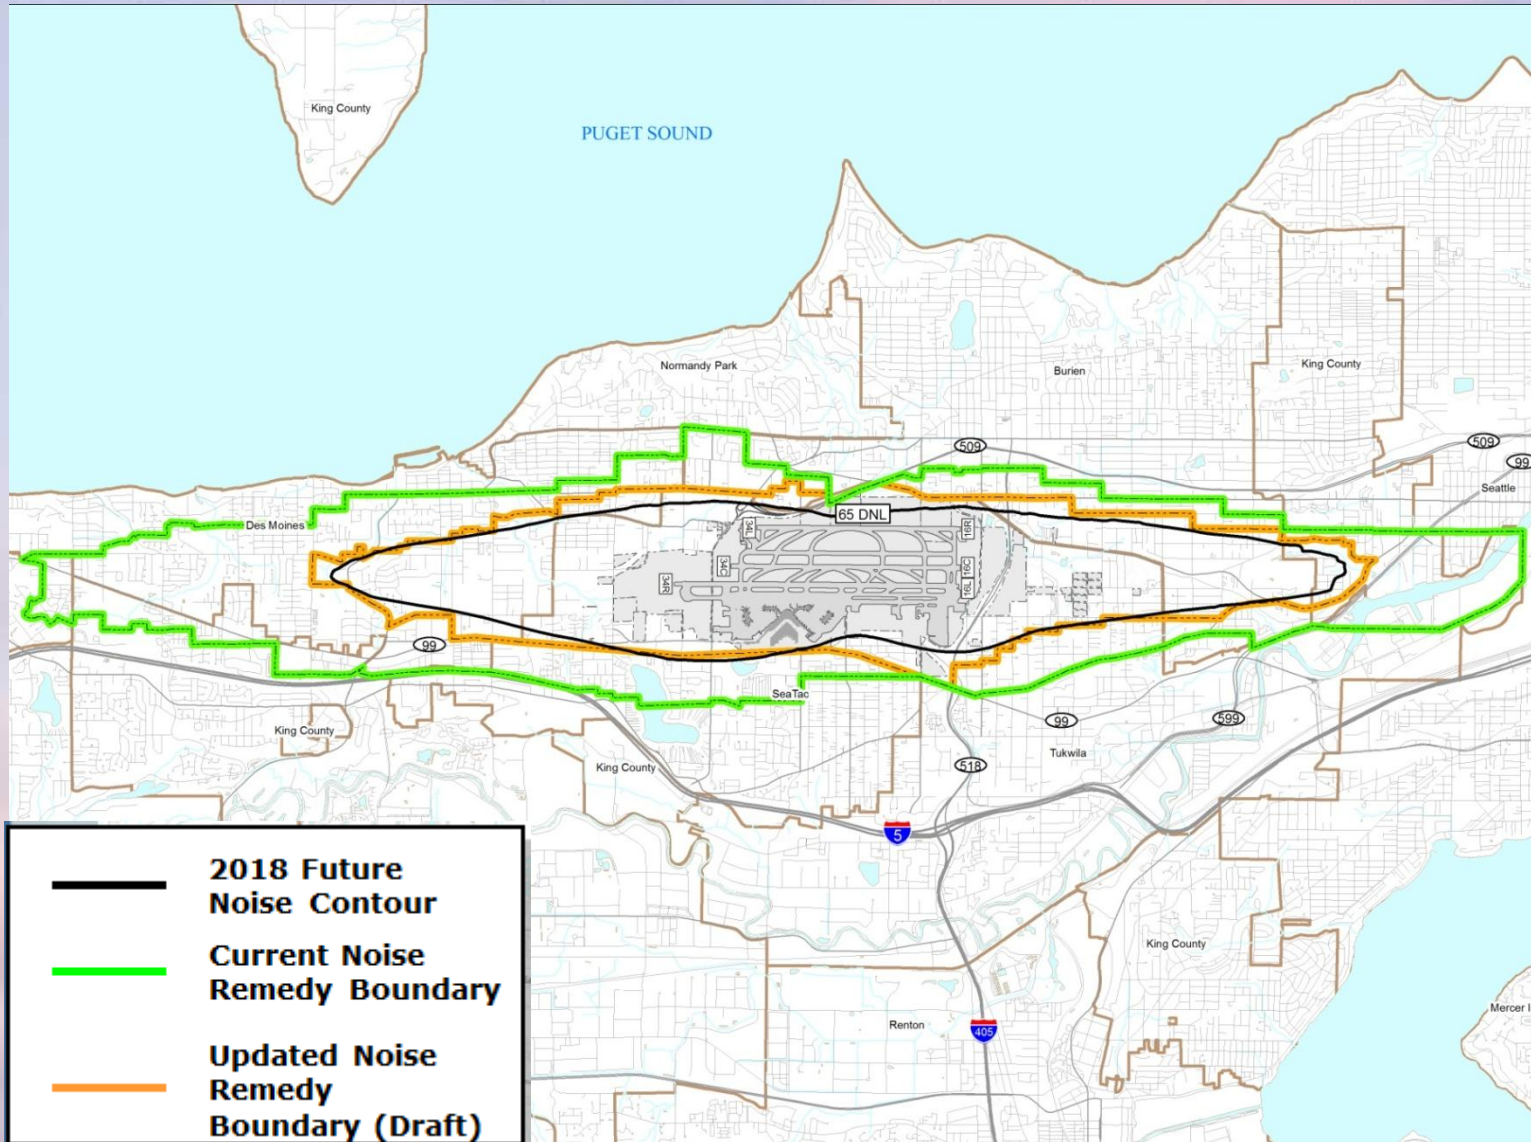 King County
PUGET SOUND
Normandy Park
Burien
King County
509
509
99
Seattle
65 DNL
Des Moines
34L
16R
34C
16C
34R
16L
99
SeaTac
King County
99
599
Tukwila
King County
518
5
King County
Renton
405
Mercer I
2018 Future
Noise Contour
Current Noise
Remedy Boundary
Updated Noise
Remedy
Boundary (Draft)